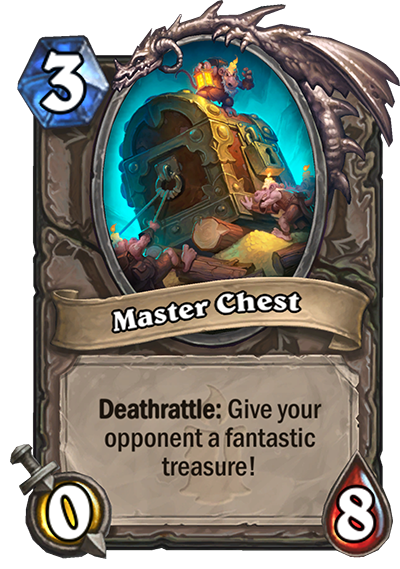 3
Master Chest
Deathrattle: Give your
opponent a fantastic
treasure!
0
8